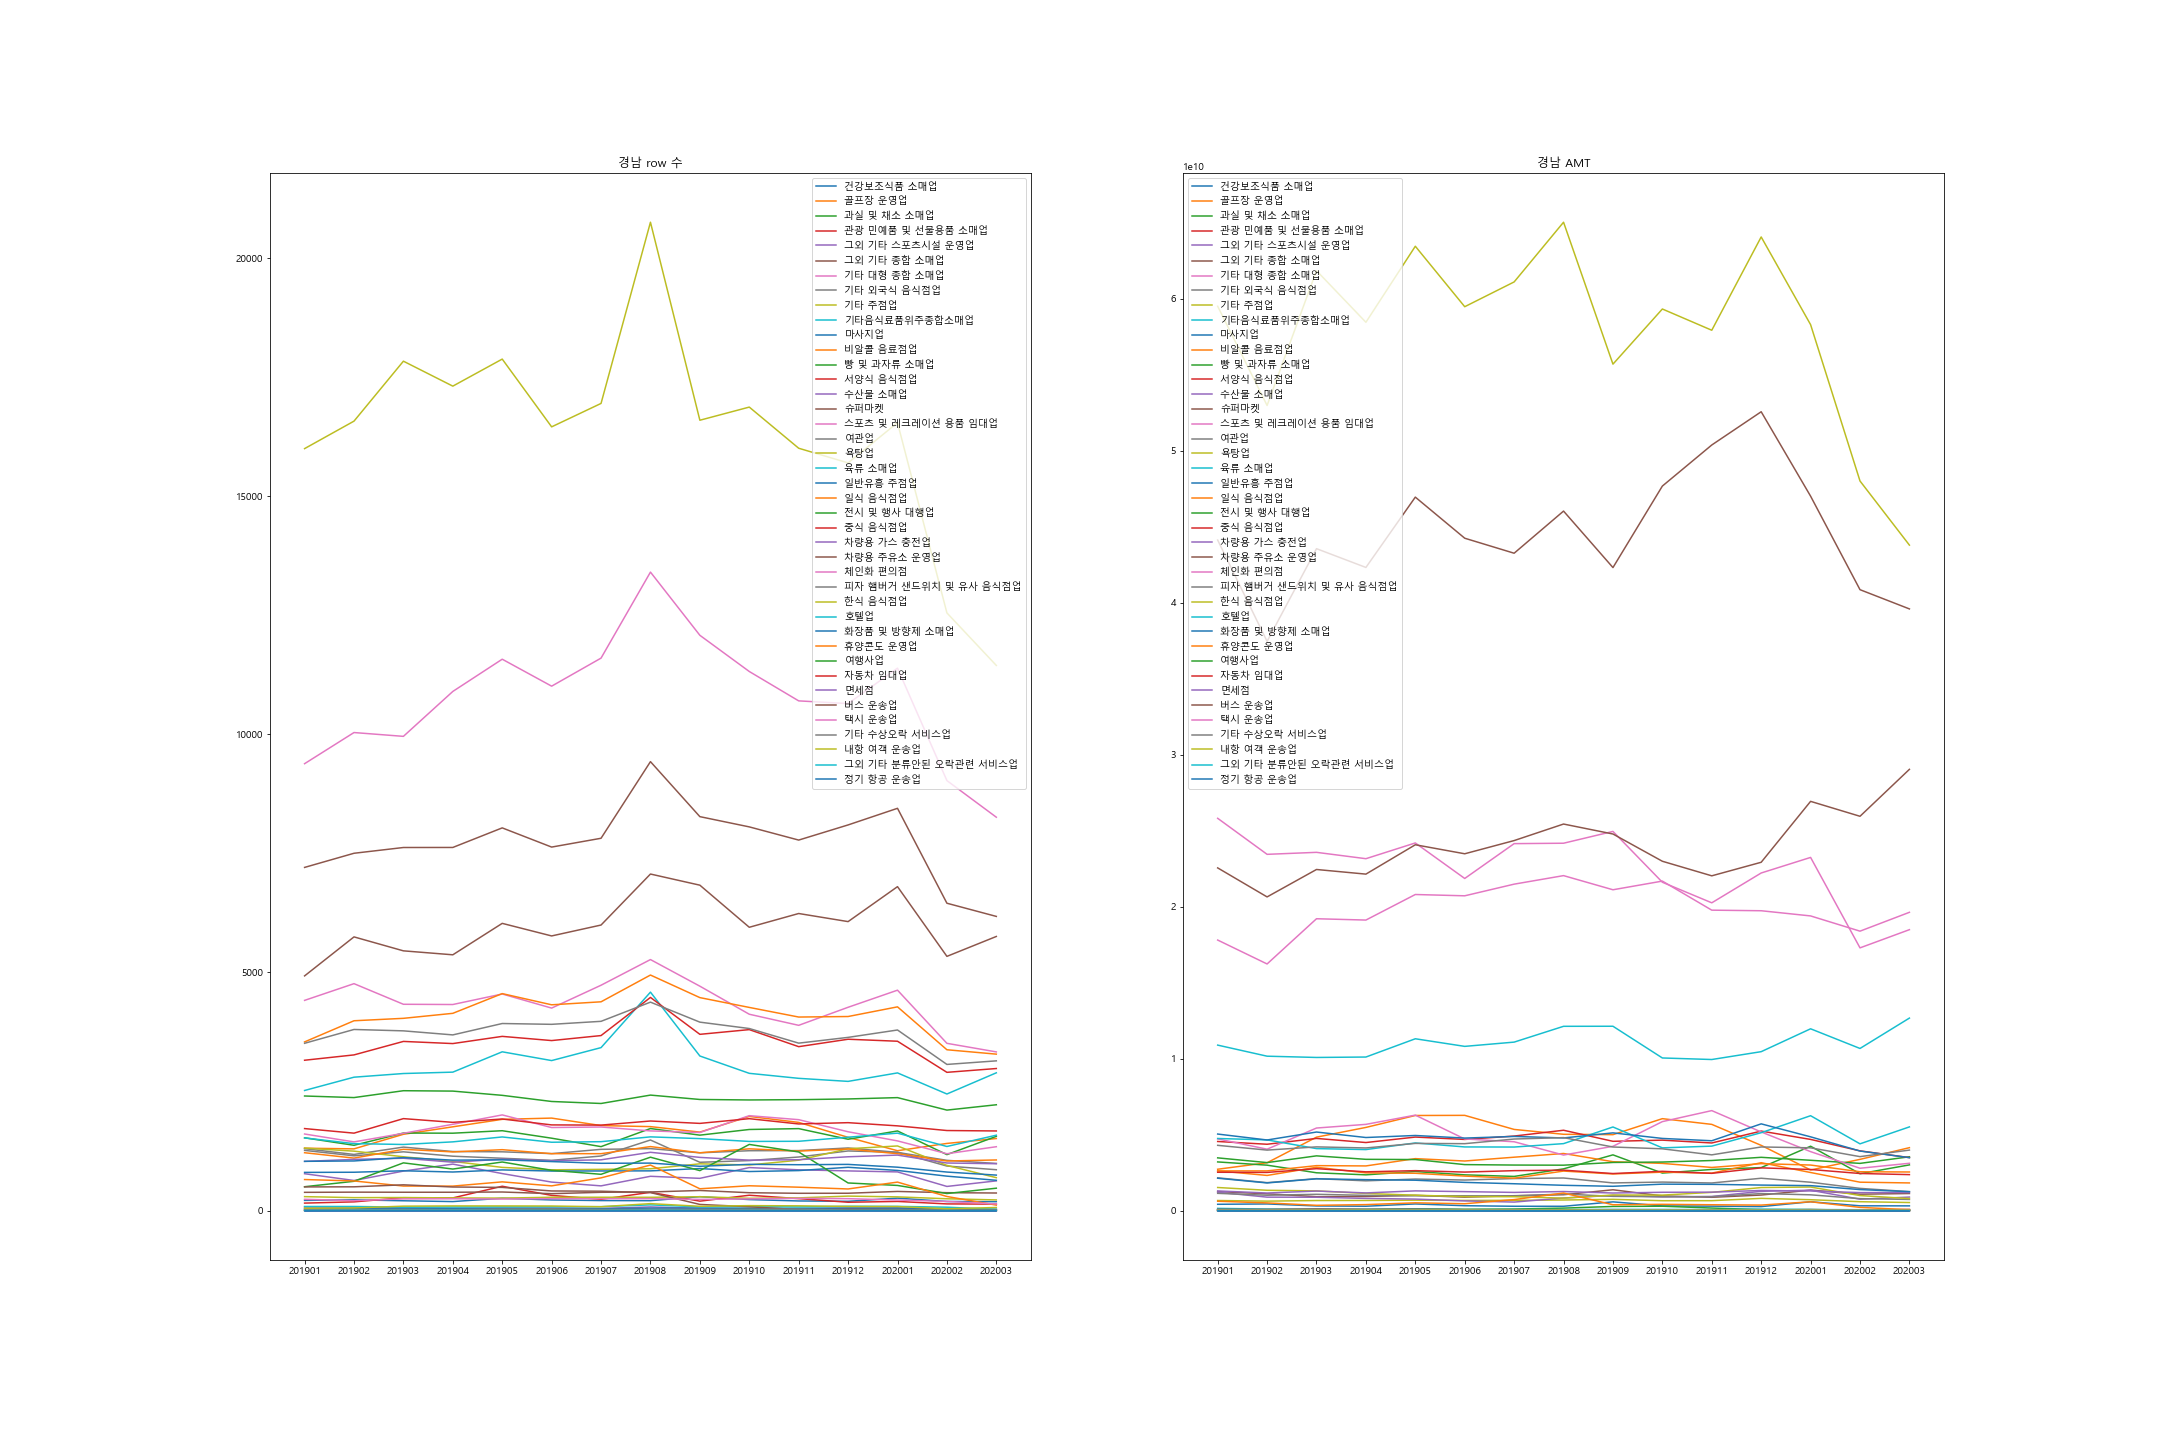 경남 row 수
20000
15000
10000
5000
0
201901 201902 201903 201904 201905 201906 201907 201908 201909 201910 201911 201912 202001 202002 202003
건강보조식품 소매업
골프장 운영업
과실 및 채소 소매업
관광 민예품 및 선물용품 소매업
그외 기타 스포츠시설 운영업
그외 기타 종합 소매업
기타 대형 종합 소매업
기타 외국식 음식점업
기타 주점업
기타음식료품위주종합소매업
마사지업
비알콜 음료점업
빵 및 과자류 소매업
서양식 음식점업
수산물 소매업
슈퍼마켓
스포츠 및 레크레이션 용품 임대업
여관업
욕탕업
육류 소매업
일반유흥 주점업
일식 음식점업
전시 및 행사 대행업
중식 음식점업
차량용 가스 충전업
차량용 주유소 운영업
체인화 편의점
피자 햄버거 샌드위치 및 유사 음식점업
한식 음식점업
호텔업
화장품 및 방향제 소매업
휴양콘도 운영업
여행사업
자동차 임대업
면세점
버스 운송업
택시 운송업
기타 수상오락 서비스업
내항 여객 운송업
그외 기타 분류안된 오락관련 서비스업
정기 항공 운송업
경남 AMT
1e10
6
5
4
3
2
1
0
201901 201902 201903 201904 201905 201906 201907 201908 201909 201910 201911 201912 202001 202002 202003
건강보조식품 소매업
골프장 운영업
과실 및 채소 소매업
관광 민예품 및 선물용품 소매업
그외 기타 스포츠시설 운영업
그외 기타 종합 소매업
기타 대형 종합 소매업
기타 외국식 음식점업
기타 주점업
기타음식료품위주종합소매업
마사지업
비알콜 음료점업
빵 및 과자류 소매업
서양식 음식점업
수산물 소매업
슈퍼마켓
스포츠 및 레크레이션 용품 임대업
여관업
욕탕업
육류 소매업
일반유흥 주점업
일식 음식점업
전시 및 행사 대행업
중식 음식점업
차량용 가스 충전업
차량용 주유소 운영업
체인화 편의점
피자 햄버거 샌드위치 및 유사 음식점업
한식 음식점업
호텔업
화장품 및 방향제 소매업
휴양콘도 운영업
여행사업
자동차 임대업
면세점
버스 운송업
택시 운송업
기타 수상오락 서비스업
내항 여객 운송업
그외 기타 분류안된 오락관련 서비스업
정기 항공 운송업